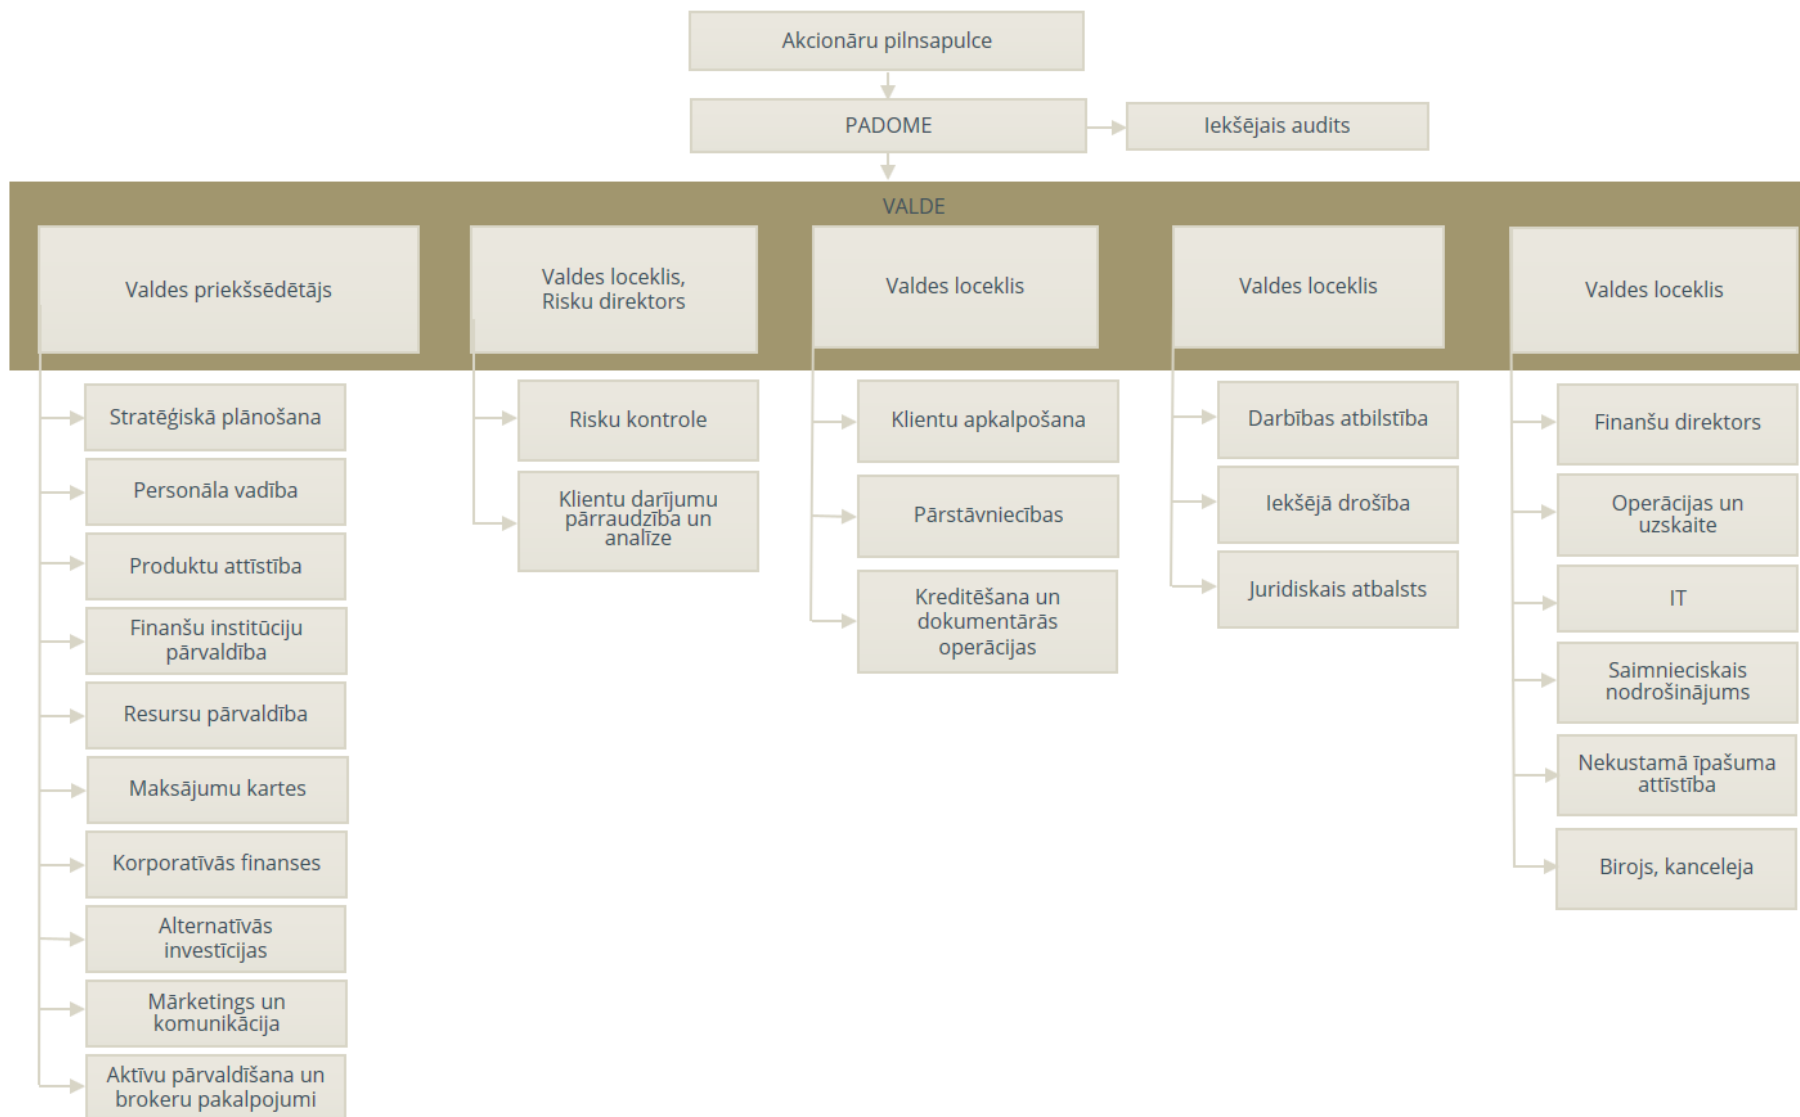 Akcionāru pilnsapulce
PADOME
Iekšējais audits
VALDE
Valdes priekšsēdētājs
Valdes loceklis,
Risku direktors
Valdes loceklis
Valdes loceklis
Valdes loceklis
Stratēģiskā plānošana
Personāla vadība
Produktu attīstība
Finanšu institūciju
pārvaldība
Resursu pārvaldība
Maksājumu kartes
Korporatīvās finanses
Alternatīvās
investīcijas
Mārketings un
komunikācija
Aktīvu pārvaldīšana un
brokeru pakalpojumi
Risku kontrole
Klientu darījumu
pārraudzība un
analīze
Klientu apkalpošana
Pārstāvniecības
Kreditēšana un
dokumentārās
operācijas
Darbības atbilstība
Iekšējā drošība
Juridiskais atbalsts
Finanšu direktors
Operācijas un
uzskaite
IT
Saimnieciskais
nodrošinājums
Nekustamā īpašuma
attīstība
Birojs, kanceleja